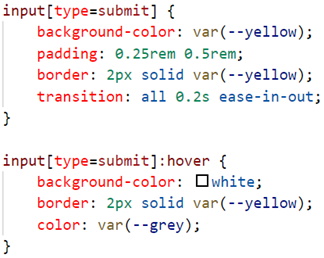 input[type=submit] {
    background-color: var(--yellow);
    padding: 0.25rem 0.5rem;
    border: 2px solid var(--yellow);
    transition: all 0.2s ease-in-out;
}

input[type=submit]:hover {
    background-color: white;
    border: 2px solid var(--yellow);
    color: var(--grey);
}